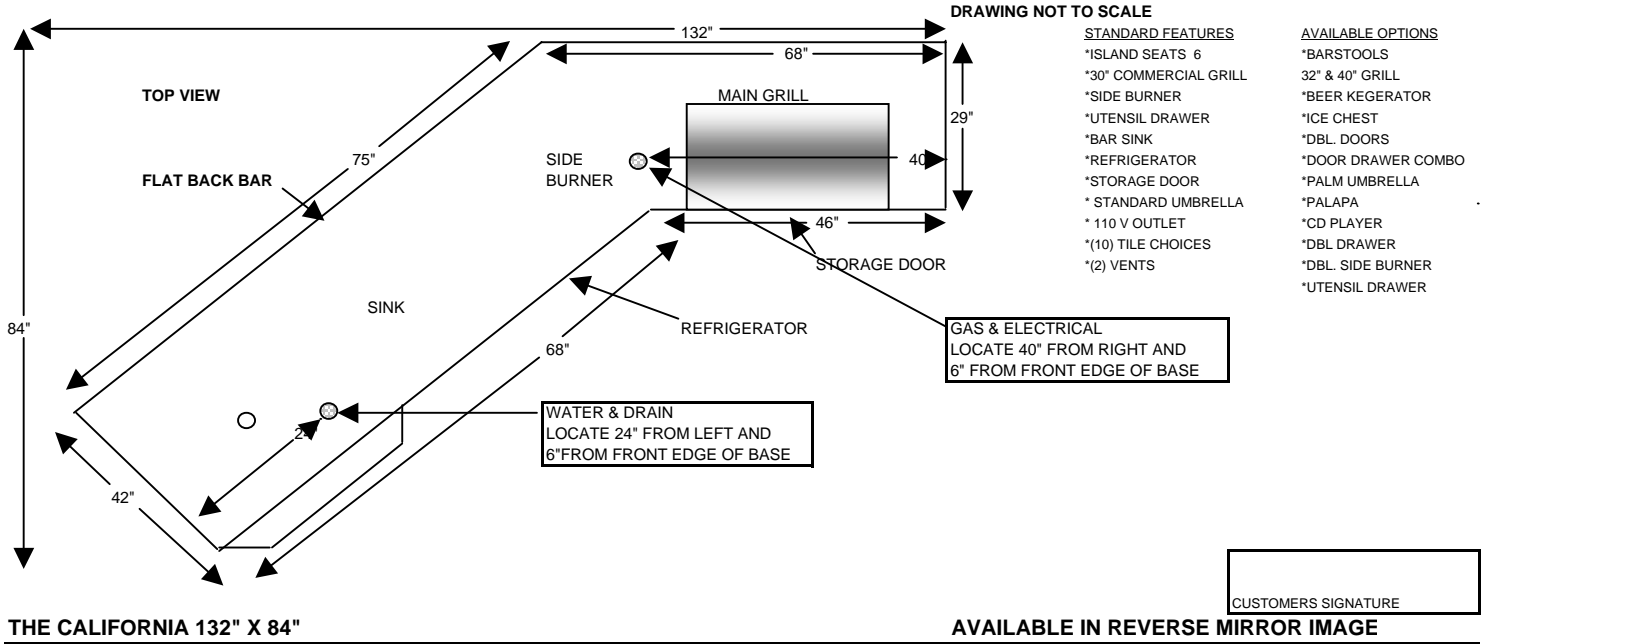 DRAWING NOT TO SCALE
132"
68"
STANDARD FEATURES
*ISLAND SEATS 6
*30" COMMERCIAL GRILL
*SIDE BURNER
*UTENSIL DRAWER
*BAR SINK
*REFRIGERATOR
*STORAGE DOOR
* STANDARD UMBRELLA
* 110 V OUTLET
*(10) TILE CHOICES
*(2) VENTS
AVAILABLE OPTIONS
*BARSTOOLS
32" & 40" GRILL
*BEER KEGERATOR
*ICE CHEST
*DBL. DOORS
*DOOR DRAWER COMBO
*PALM UMBRELLA
*PALAPA
*CD PLAYER
*DBL DRAWER
*DBL. SIDE BURNER
*UTENSIL DRAWER
TOP VIEW
MAIN GRILL
29"
75"
SIDE
BURNER
40
FLAT BACK BAR
46"
STORAGE DOOR
SINK
REFRIGERATOR
84"
68"
GAS & ELECTRICAL
LOCATE 40" FROM RIGHT AND
6" FROM FRONT EDGE OF BASE
WATER & DRAIN
LOCATE 24" FROM LEFT AND
6"FROM FRONT EDGE OF BASE
24"
42"
CUSTOMERS SIGNATURE
THE CALIFORNIA 132" X 84"
AVAILABLE IN REVERSE MIRROR IMAGE